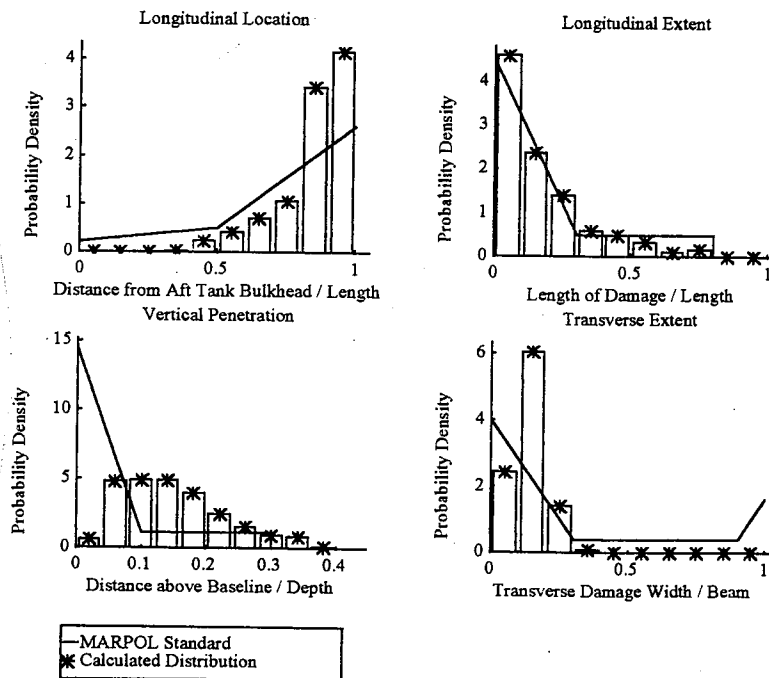 Longitudinal Location
Probability Density
4
3
2
1
0
0
0.5
1
Distance from Aft Tank Bulkhead / Length
Longitudinal Extent
Probability Density
4
3
2
1
0
0
0.5
1
Length of Damage / Length
Vertical Penetration
Probability Density
15
10
5
0
0
0.1
0.2
0.3
0.4
Distance above Baseline / Depth
Transverse Extent
Probability Density
6
4
2
0
0
0.5
1
Transverse Damage Width / Beam
MARPOL Standard
Calculated Distribution